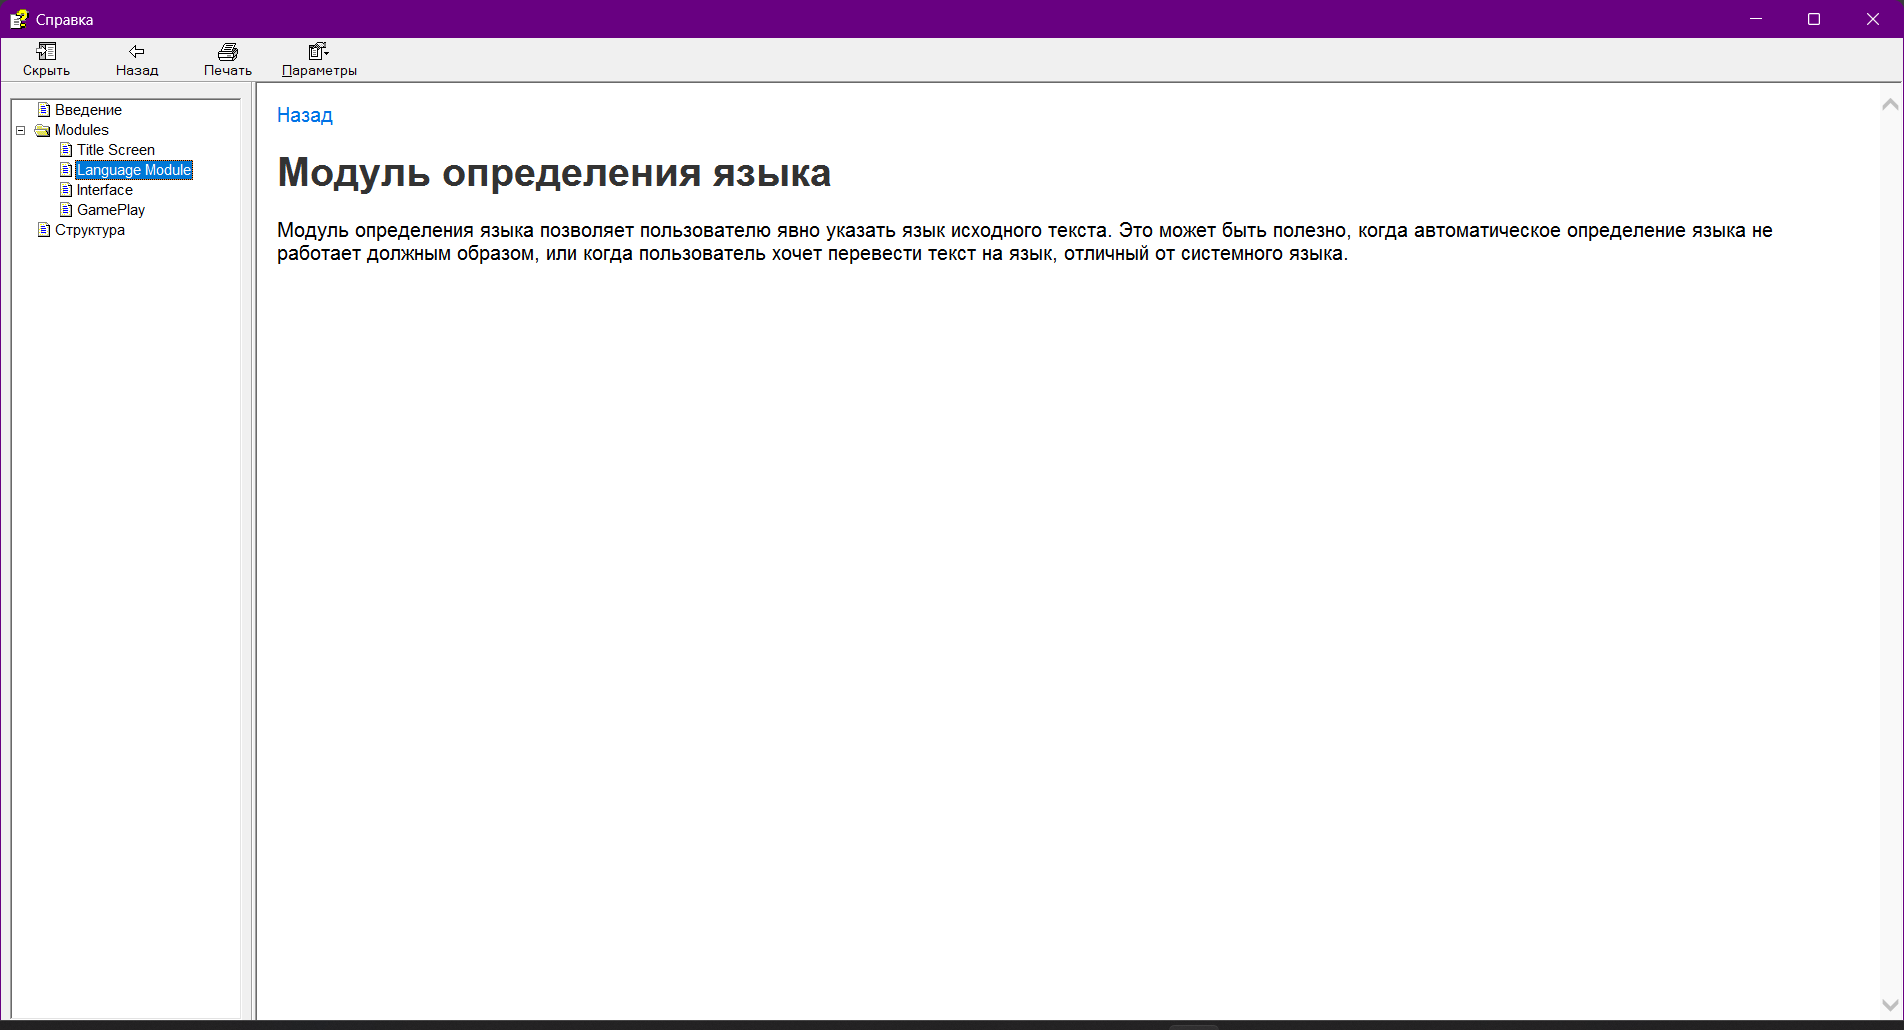 Справка
Скрыть
Назад
Печать
Параметры
Введение
Modules
Title Screen
Language Module
Interface
GamePlay
Структура
Назад
Модуль определения языка
Модуль определения языка позволяет пользователю явно указать язык исходного текста. Это может быть полезно, когда автоматическое определение языка не
работает должным образом, или когда пользователь хочет перевести текст на язык, отличный от системного языка.